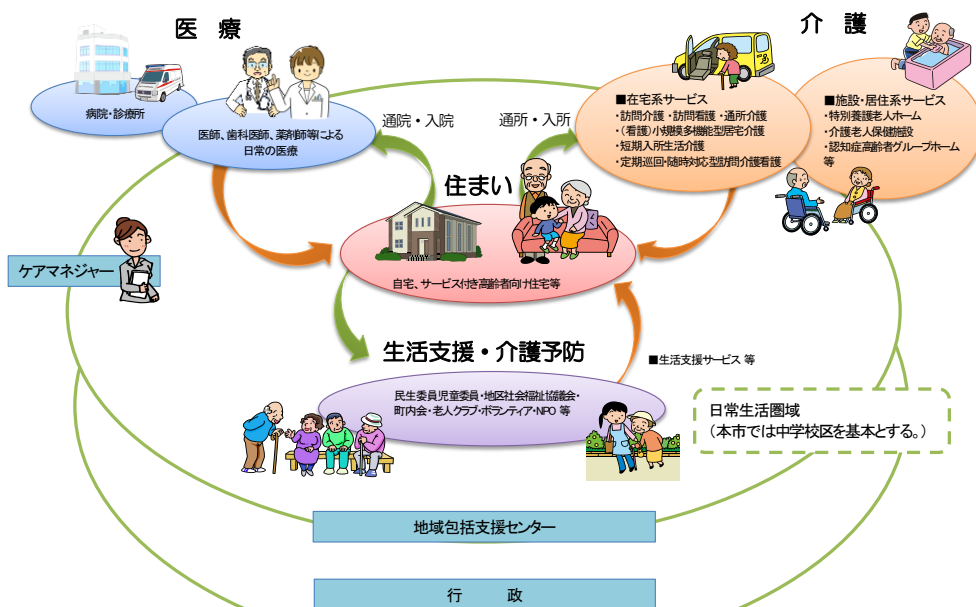 医　療
介　護
病院・診療所
医師、歯科医師、薬剤師等による
日常の医療
通院・入院
通所・入所
■在宅系サービス
・訪問介護・訪問看護・通所介護
・(看護)小規模多機能型居宅介護
・短期入所生活介護
・定期巡回・随時対応型訪問介護看護
■施設・居住系サービス
・特別養護老人ホーム
・介護老人保健施設
・認知症高齢者グループホーム
等
住まい
自宅、サービス付き高齢者向け住宅等
ケアマネジャー
生活支援・介護予防
■生活支援サービス 等
民生委員児童委員・地区社会福祉協議会・
町内会・老人クラブ・ボランティア・NPO 等
日常生活圏域
（本市では中学校区を基本とする。）
地域包括支援センター
行　　政